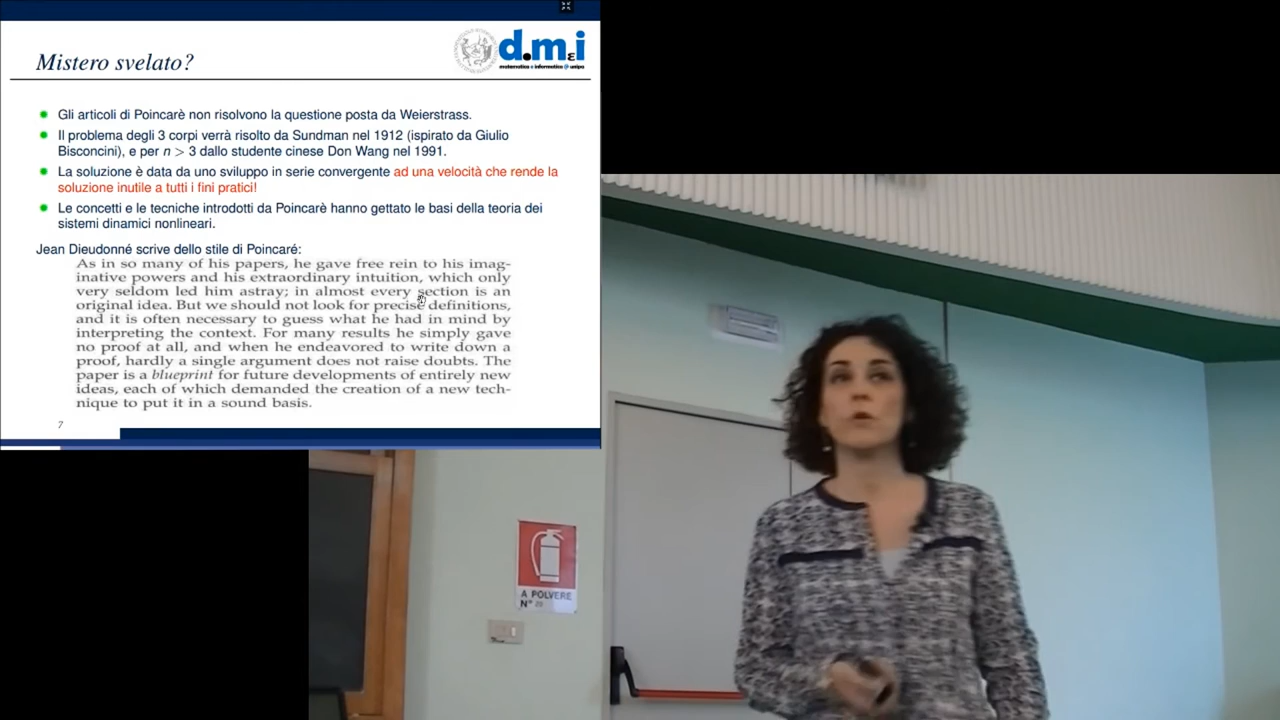 Mistero svelato?
d.mεi
matematica e informatica @ unipa
Gli articoli di Poincarè non risolvono la questione posta da Weierstrass.
Il problema degli 3 corpi verrà risolto da Sundman nel 1912 (ispirato da Giulio
Bisconcini), e per n > 3 dallo studente cinese Don Wang nel 1991.
La soluzione è data da uno sviluppo in serie convergente ad una velocità che rende la
soluzione inutile a tutti i fini pratici!
Le concetti e le tecniche introdotti da Poincarè hanno gettato le basi della teoria dei
sistemi dinamici nonlineari.
Jean Dieudonné scrive dello stile di Poincaré:
As in so many of his papers, he gave free rein to his imag-
inative powers and his extraordinary intuition, which only
very seldom led him astray; in almost every section is an
original idea. But we should not look for precise definitions,
and it is often necessary to guess what he had in mind by
interpreting the context. For many results he simply gave
no proof at all, and when he endeavored to write down a
proof, hardly a single argument does not raise doubts. The
paper is a blueprint for future developments of entirely new
ideas, each of which demanded the creation of a new tech-
nique to put it in a sound basis.
7
A POLVERE
N°